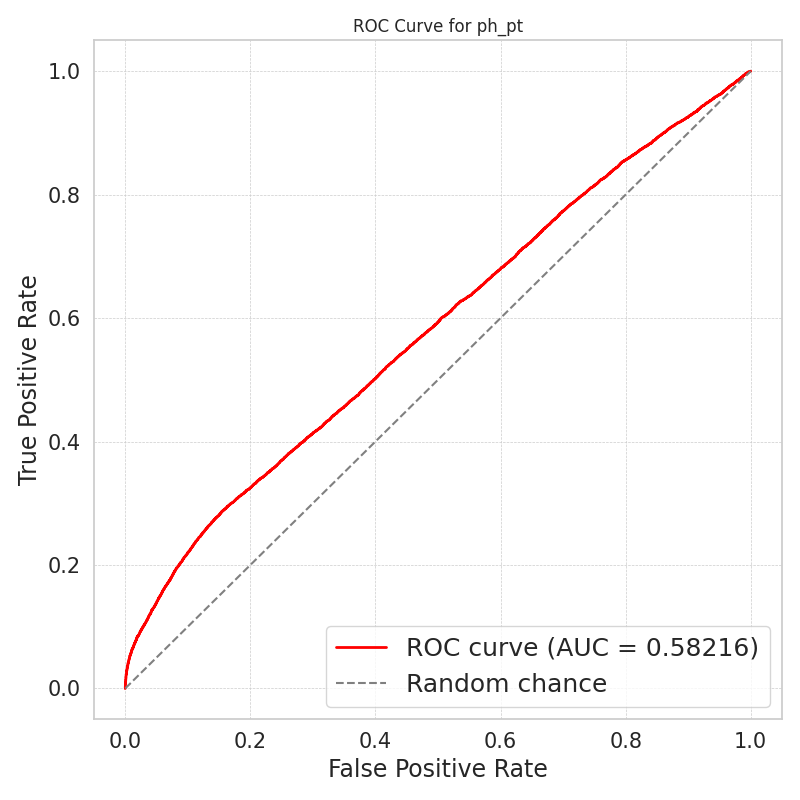 ROC Curve for ph_pt
True Positive Rate
1.0
0.8
0.6
0.4
0.2
0.0
ROC curve (AUC = 0.58216)
Random chance
0.0 0.2 0.4 0.6 0.8 1.0
False Positive Rate